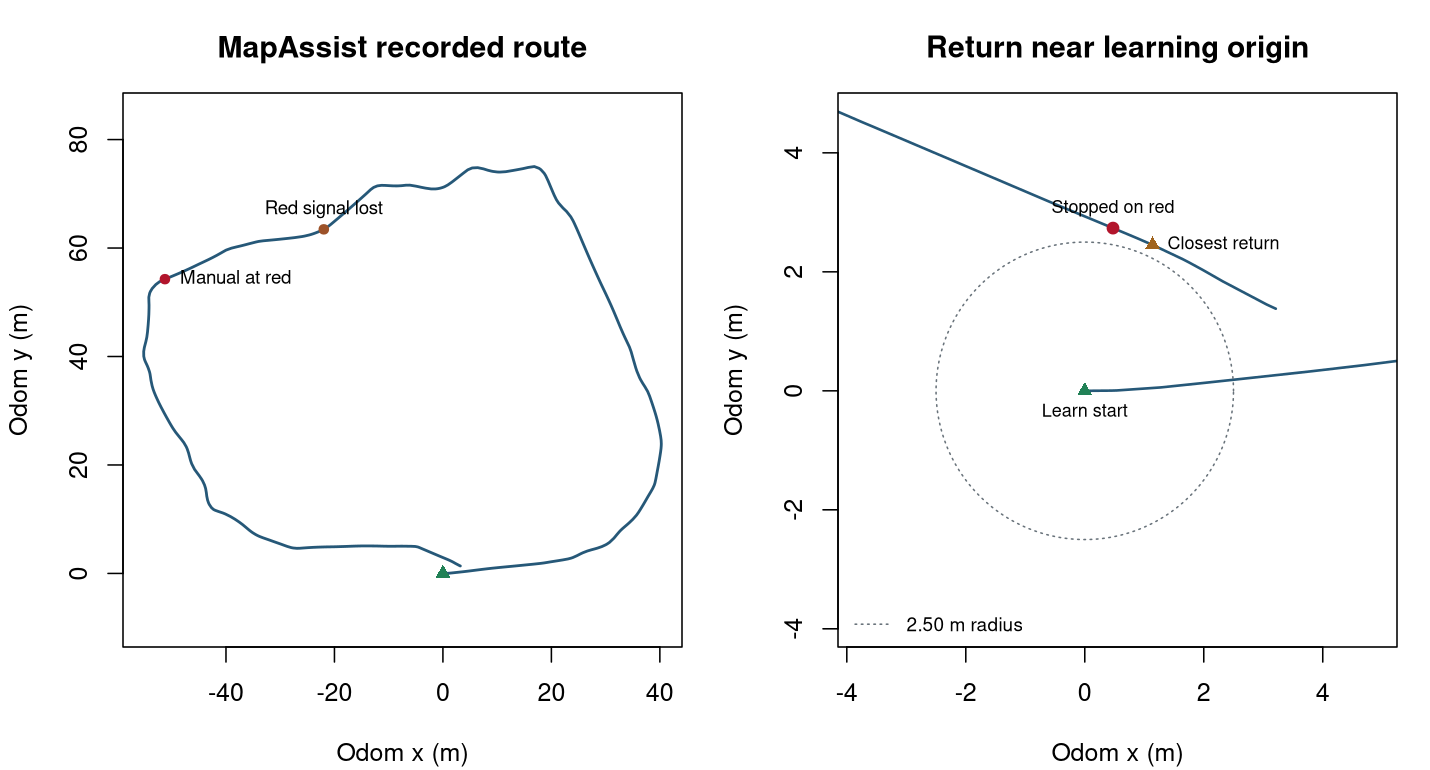 MapAssist recorded route
80
60
40
20
0
Odom y (m)
Red signal lost
Manual at red
-40
-20
0
20
40
Odom x (m)
Return near learning origin
4
2
0
-2
-4
Odom y (m)
Stopped on red
Closest return
Learn start
2.50 m radius
-4
-2
0
2
4
Odom x (m)